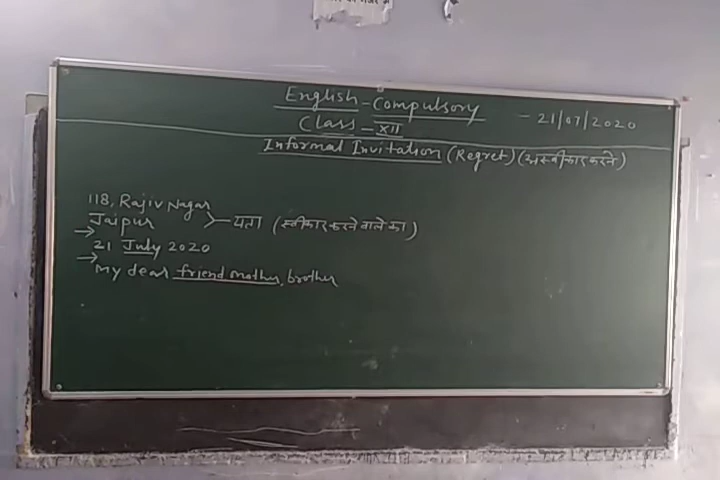 English - Compulsory
Class - XII
- 21/07/2020
Informal Invitation (Regret) (अस्वीकार करने)
118, Rajiv Nagar
Jaipur
पता (स्वीकार करने वाले का)
→
21 July 2020
→
My dear friend mother, brother